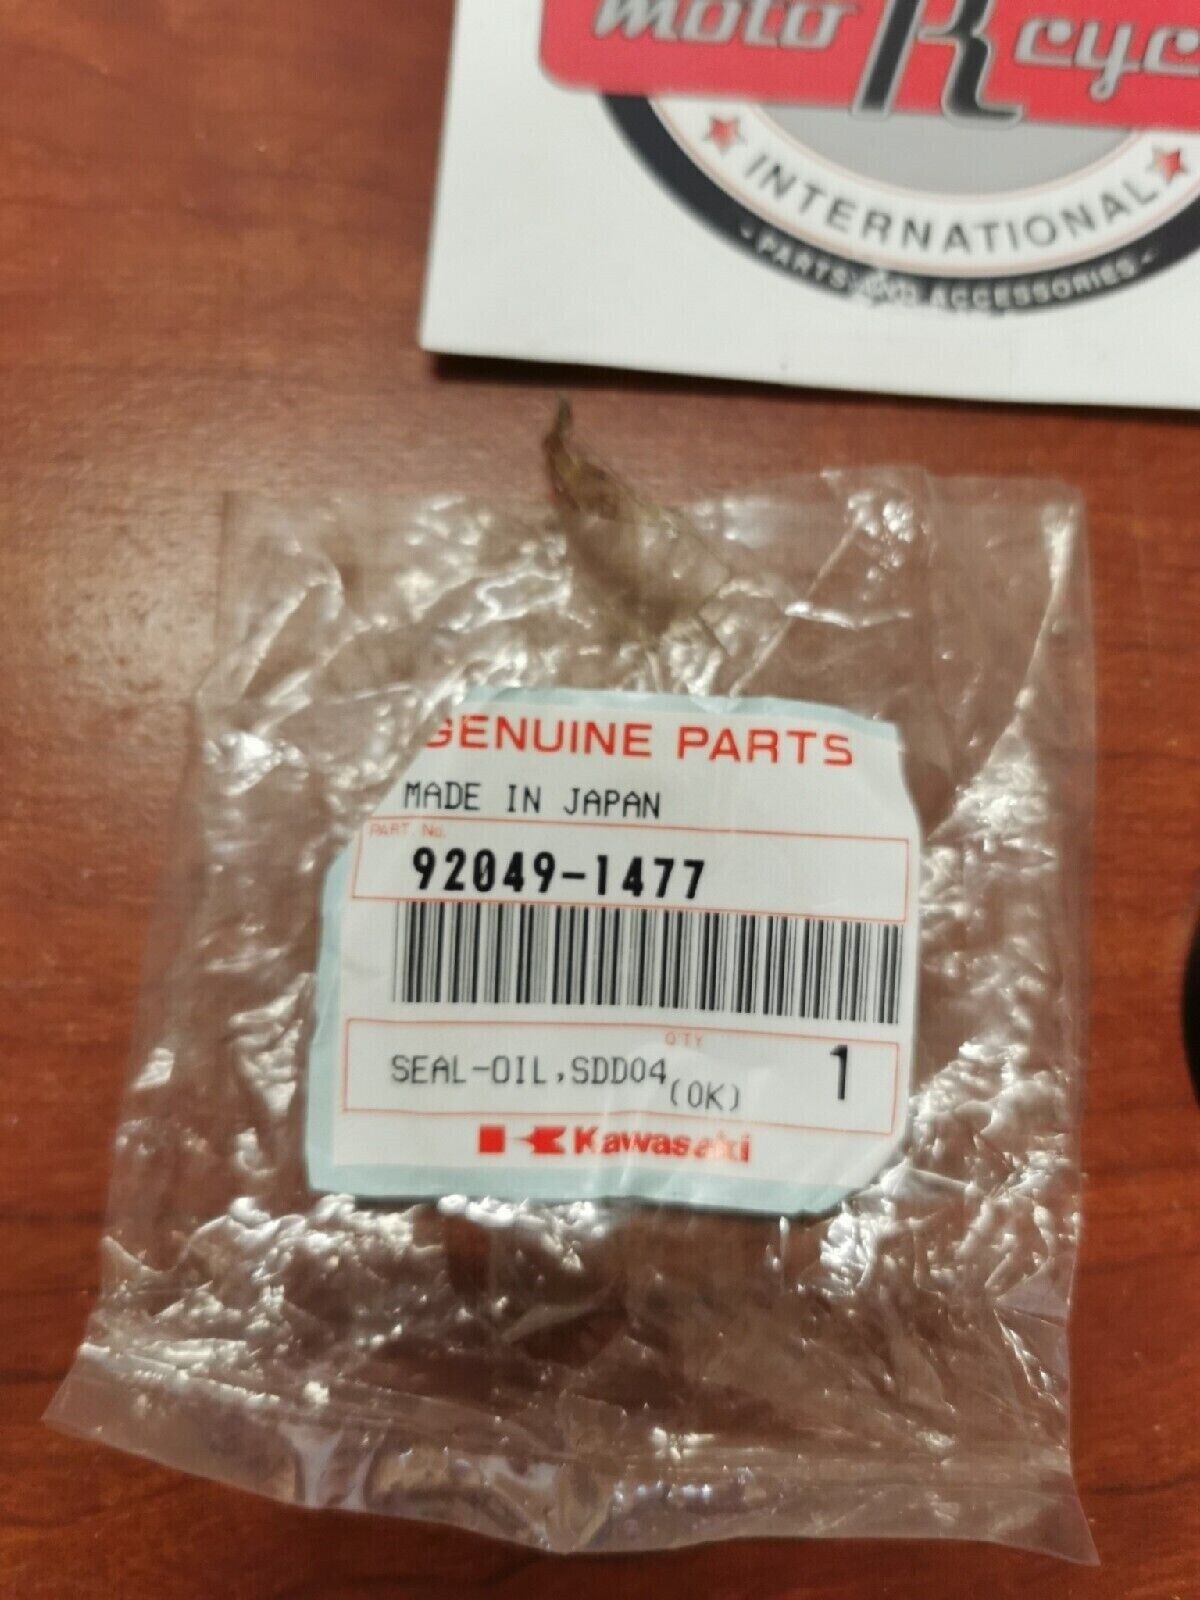 moto R cyc
INTERNATIONAL
- PARTS AND ACCESSORIES -
GENUINE PARTS
MADE IN JAPAN
PART. No.
92049-1477
Q'TY
SEAL-OIL,SDD04 1
(OK)
Kawasaki